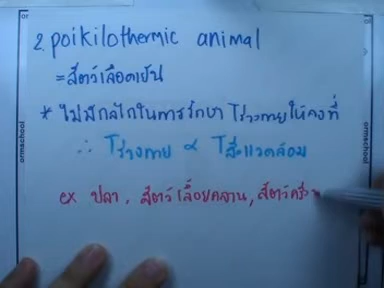 2. poikilothermic animal
= สัตว์เลือดเย็น
* ไม่มีกลไกในการรักษา Tร่างกายให้คงที่
∴ Tร่างกาย ∝ Tสิ่งแวดล้อม
ex ปลา, สัตว์เลื้อยคลาน, สัตว์ครึ่ง
ormschool
ormschool